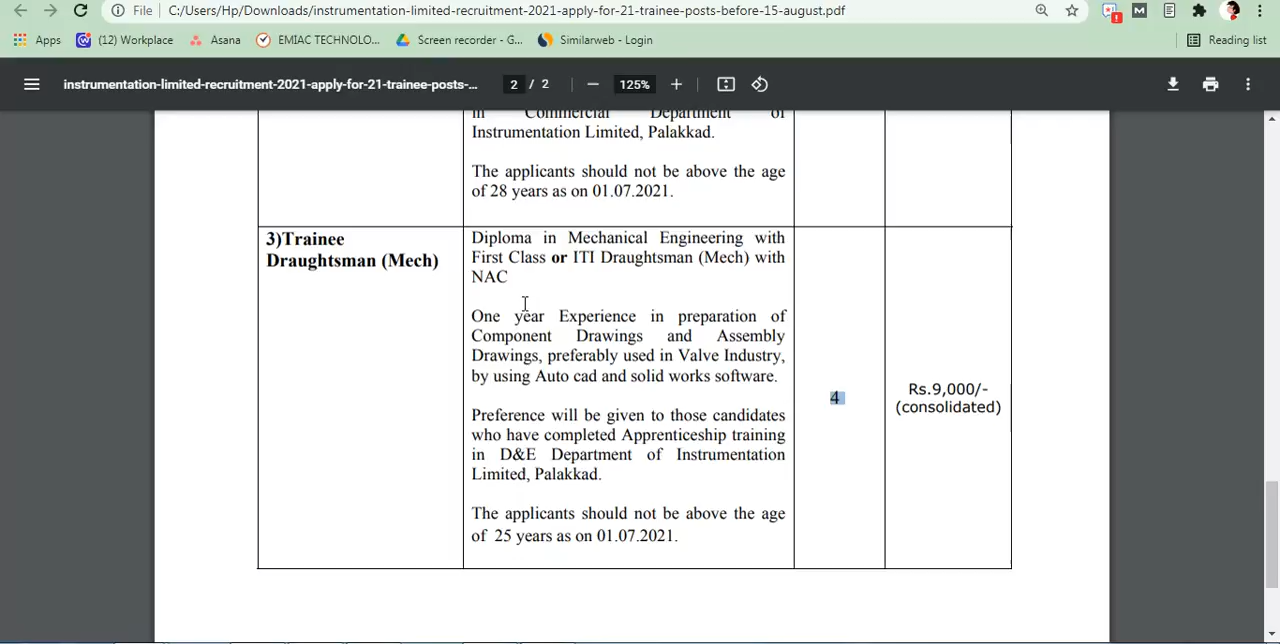 File
C:/Users/Hp/Downloads/instrumentation-limited-recruitment-2021-apply-for-21-trainee-posts-before-15-august.pdf
Apps
(12) Workplace
Asana
EMIAC TECHNOLO...
Screen recorder - G...
Similarweb - Login
Reading list
instrumentation-limited-recruitment-2021-apply-for-21-trainee-posts-...
2 / 2
125%
in Commercial Department of
Instrumentation Limited, Palakkad.
The applicants should not be above the age
of 28 years as on 01.07.2021.
3)Trainee
Draughtsman (Mech)
Diploma in Mechanical Engineering with
First Class or ITI Draughtsman (Mech) with
NAC
One year Experience in preparation of
Component Drawings and Assembly
Drawings, preferably used in Valve Industry,
by using Auto cad and solid works software.
Preference will be given to those candidates
who have completed Apprenticeship training
in D&E Department of Instrumentation
Limited, Palakkad.
The applicants should not be above the age
of 25 years as on 01.07.2021.
4
Rs.9,000/-
(consolidated)